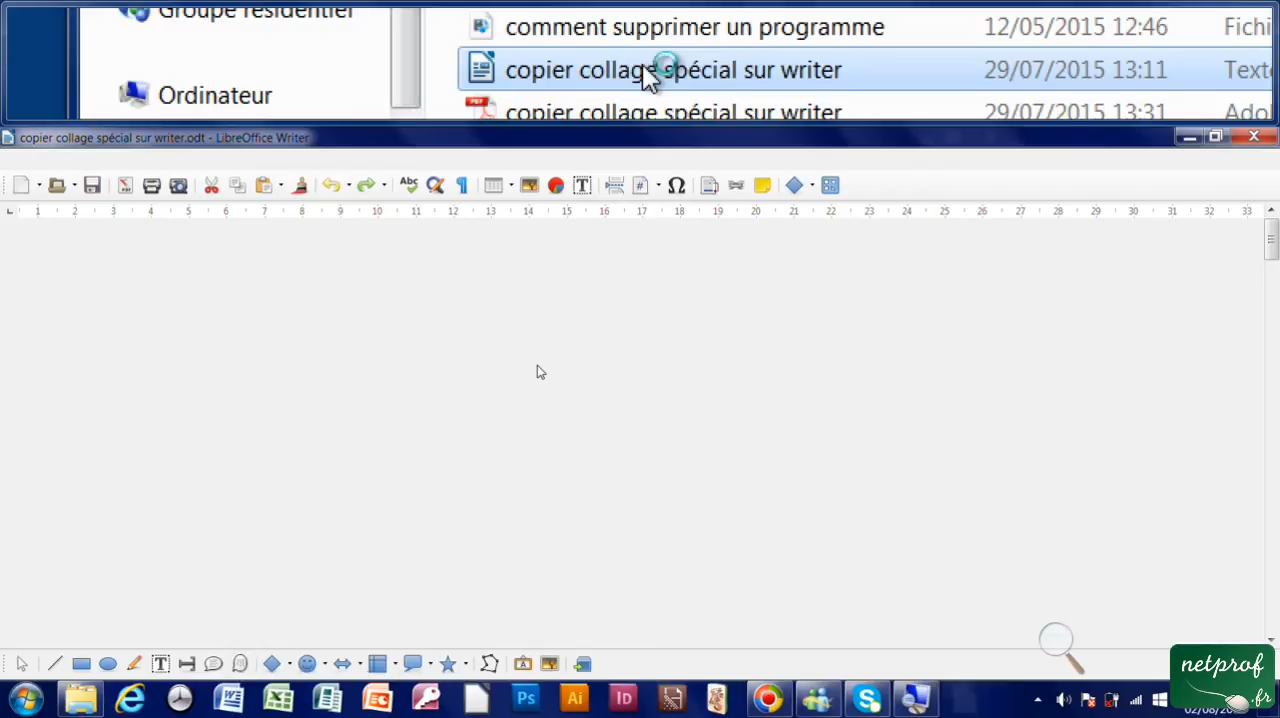 Groupe résidentiel
comment supprimer un programme 12/05/2015 12:46 Fichi
copier collage spécial sur writer 29/07/2015 13:11 Texte
Ordinateur
copier collage spécial sur writer 29/07/2015 13:31 Adol
copier collage spécial sur writer.odt - LibreOffice Writer
1 2 3 4 5 6 7 8 9 10 11 12 13 14 15 16 17 18 19 20 21 22 23 24 25 26 27 28 29 30 31 32 33
netprof
.fr